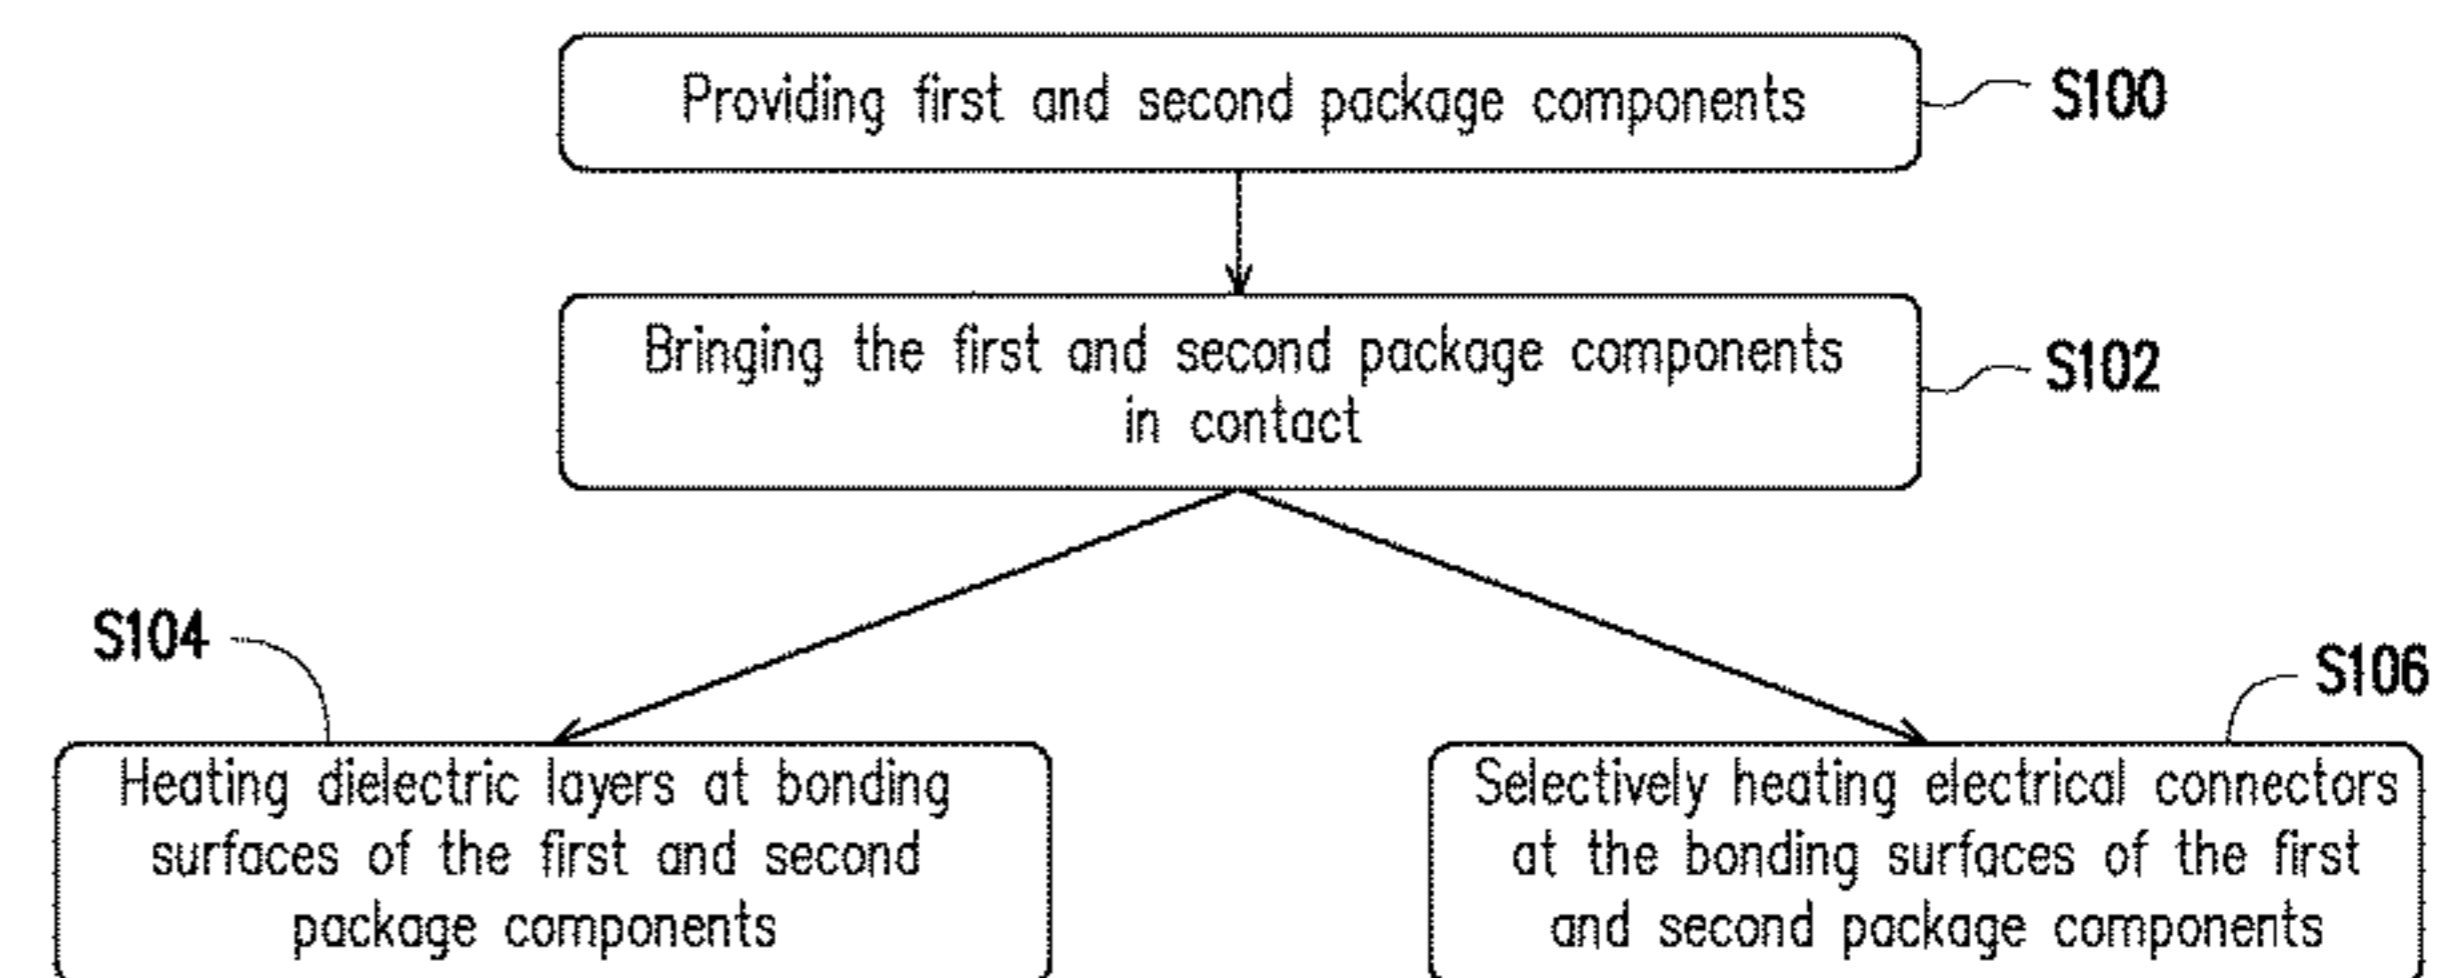 Providing first and second package components
S100
Bringing the first and second package components
in contact
S102
S104
Heating dielectric layers at bonding
surfaces of the first and second
package components
S106
Selectively heating electrical connectors
at the bonding surfaces of the first
and second package components